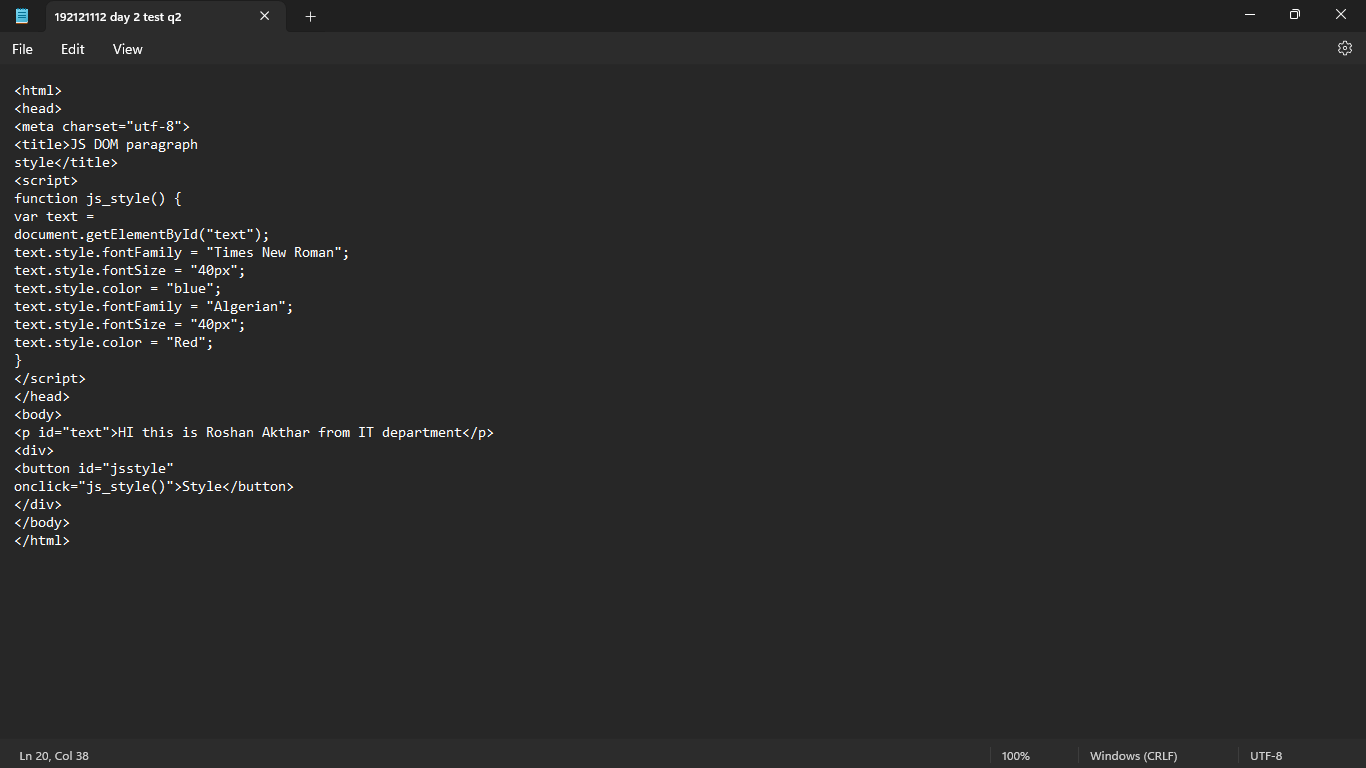 192121112 day 2 test q2
File Edit View
<html>
<head>
<meta charset="utf-8">
<title>JS DOM paragraph
style</title>
<script>
function js_style() {
var text =
document.getElementById("text");
text.style.fontFamily = "Times New Roman";
text.style.fontSize = "40px";
text.style.color = "blue";
text.style.fontFamily = "Algerian";
text.style.fontSize = "40px";
text.style.color = "Red";
}
</script>
</head>
<body>
<p id="text">HI this is Roshan Akthar from IT department</p>
<div>
<button id="jsstyle"
onclick="js_style()">Style</button>
</div>
</body>
</html>
Ln 20, Col 38 100% Windows (CRLF) UTF-8